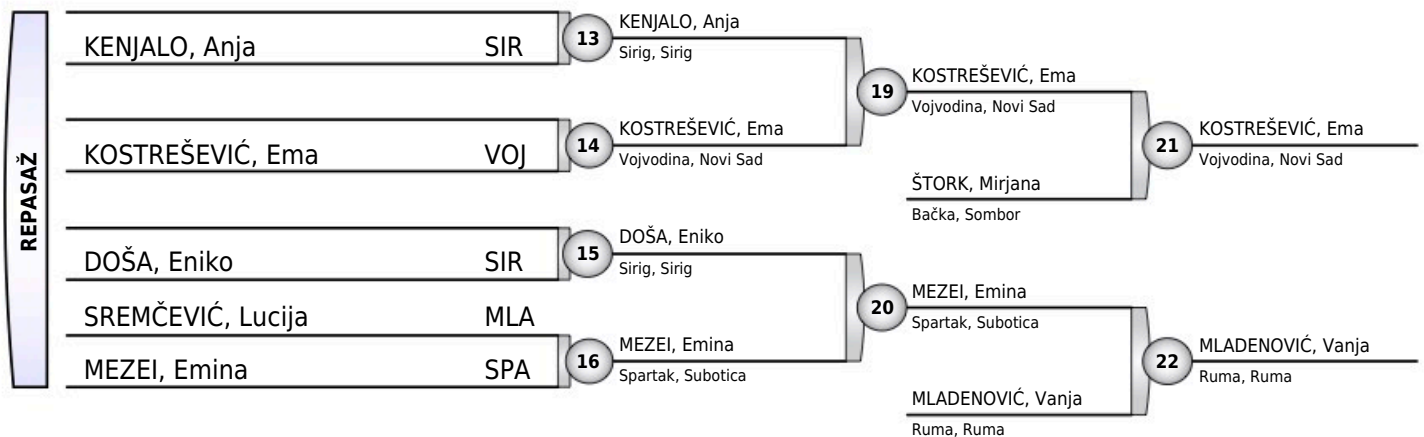 REPASAŽ
KENJALO, Anja SIR
KOSTREŠEVIĆ, Ema VOJ
DOŠA, Eniko SIR
SREMČEVIĆ, Lucija MLA
MEZEI, Emina SPA
13
KENJALO, Anja
Sirig, Sirig
14
KOSTREŠEVIĆ, Ema
Vojvodina, Novi Sad
15
DOŠA, Eniko
Sirig, Sirig
16
MEZEI, Emina
Spartak, Subotica
19
KOSTREŠEVIĆ, Ema
Vojvodina, Novi Sad
ŠTORK, Mirjana
Bačka, Sombor
20
MEZEI, Emina
Spartak, Subotica
MLADENOVIĆ, Vanja
Ruma, Ruma
21
KOSTREŠEVIĆ, Ema
Vojvodina, Novi Sad
22
MLADENOVIĆ, Vanja
Ruma, Ruma